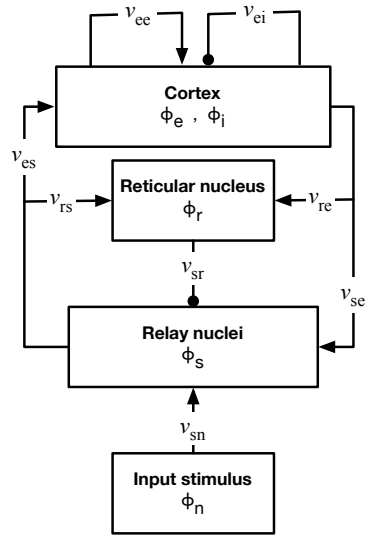 v_ee
v_ei
Cortex
ϕ_e , ϕ_i
v_es
Reticular nucleus
ϕ_r
v_rs
v_re
v_sr
v_se
Relay nuclei
ϕ_s
v_sn
Input stimulus
ϕ_n